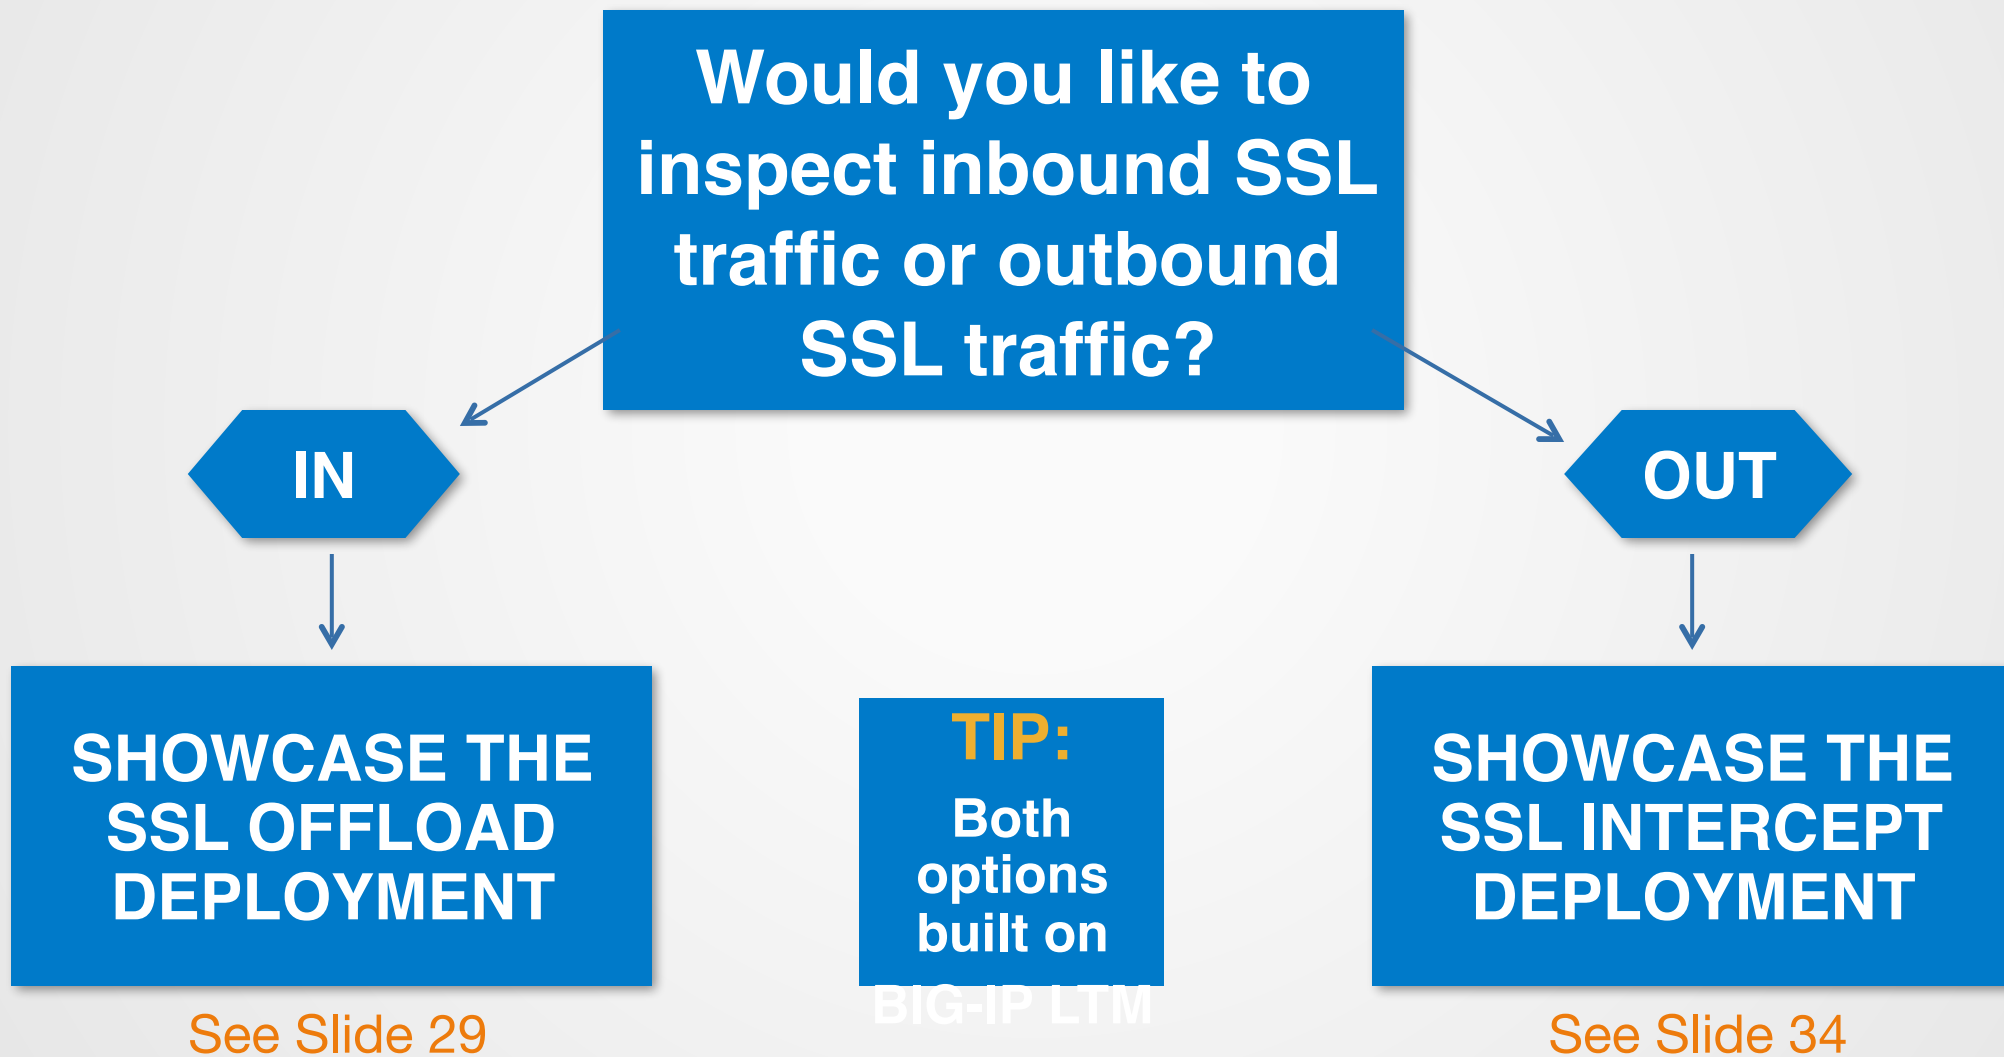 Would you like to
inspect inbound SSL
traffic or outbound
SSL traffic?
IN
OUT
SHOWCASE THE
SSL OFFLOAD
DEPLOYMENT
See Slide 29
TIP:
Both
options
built on
BIG-IP LTM
SHOWCASE THE
SSL INTERCEPT
DEPLOYMENT
See Slide 34